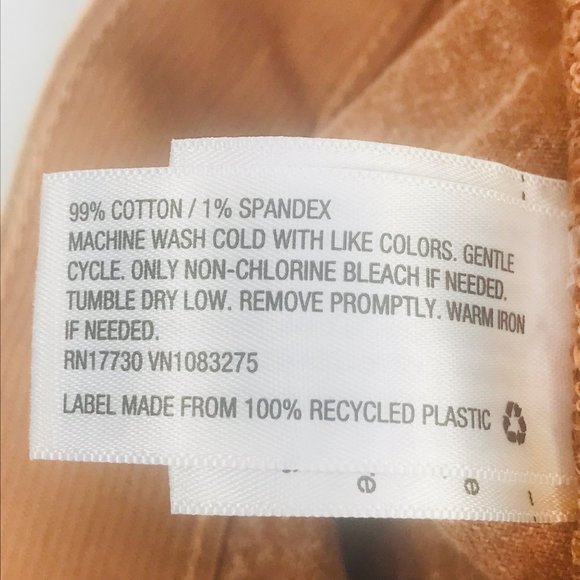 99% COTTON / 1% SPANDEX
MACHINE WASH COLD WITH LIKE COLORS. GENTLE
CYCLE. ONLY NON-CHLORINE BLEACH IF NEEDED.
TUMBLE DRY LOW. REMOVE PROMPTLY. WARM IRON
IF NEEDED.
RN17730 VN1083275
LABEL MADE FROM 100% RECYCLED PLASTIC